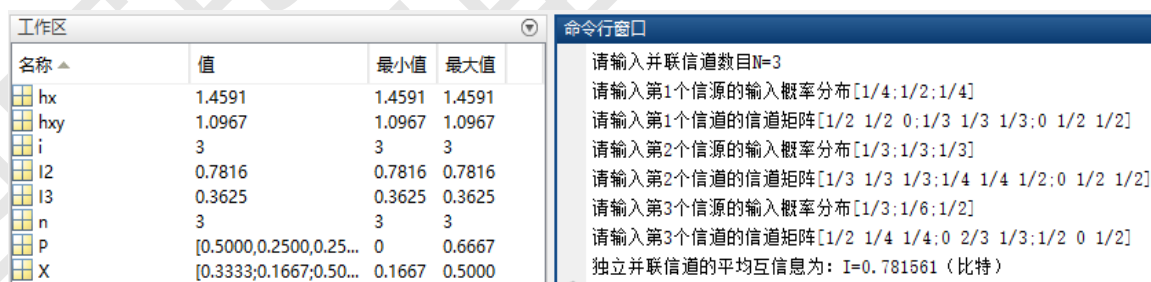 工作区
名称 值 最小值 最大值
hx 1.4591 1.4591 1.4591
hxy 1.0967 1.0967 1.0967
i 3 3 3
I2 0.7816 0.7816 0.7816
I3 0.3625 0.3625 0.3625
n 3 3 3
P [0.5000,0.2500,0.25... 0 0.6667
X [0.3333;0.1667;0.50... 0.1667 0.5000
命令行窗口
请输入并联信道数目N=3
请输入第1个信源的输入概率分布[1/4;1/2;1/4]
请输入第1个信道的信道矩阵[1/2 1/2 0;1/3 1/3 1/3;0 1/2 1/2]
请输入第2个信源的输入概率分布[1/3;1/3;1/3]
请输入第2个信道的信道矩阵[1/3 1/3 1/3;1/4 1/4 1/2;0 1/2 1/2]
请输入第3个信源的输入概率分布[1/3;1/6;1/2]
请输入第3个信道的信道矩阵[1/2 1/4 1/4;0 2/3 1/3;1/2 0 1/2]
独立并联信道的平均互信息为: I=0.781561（比特）